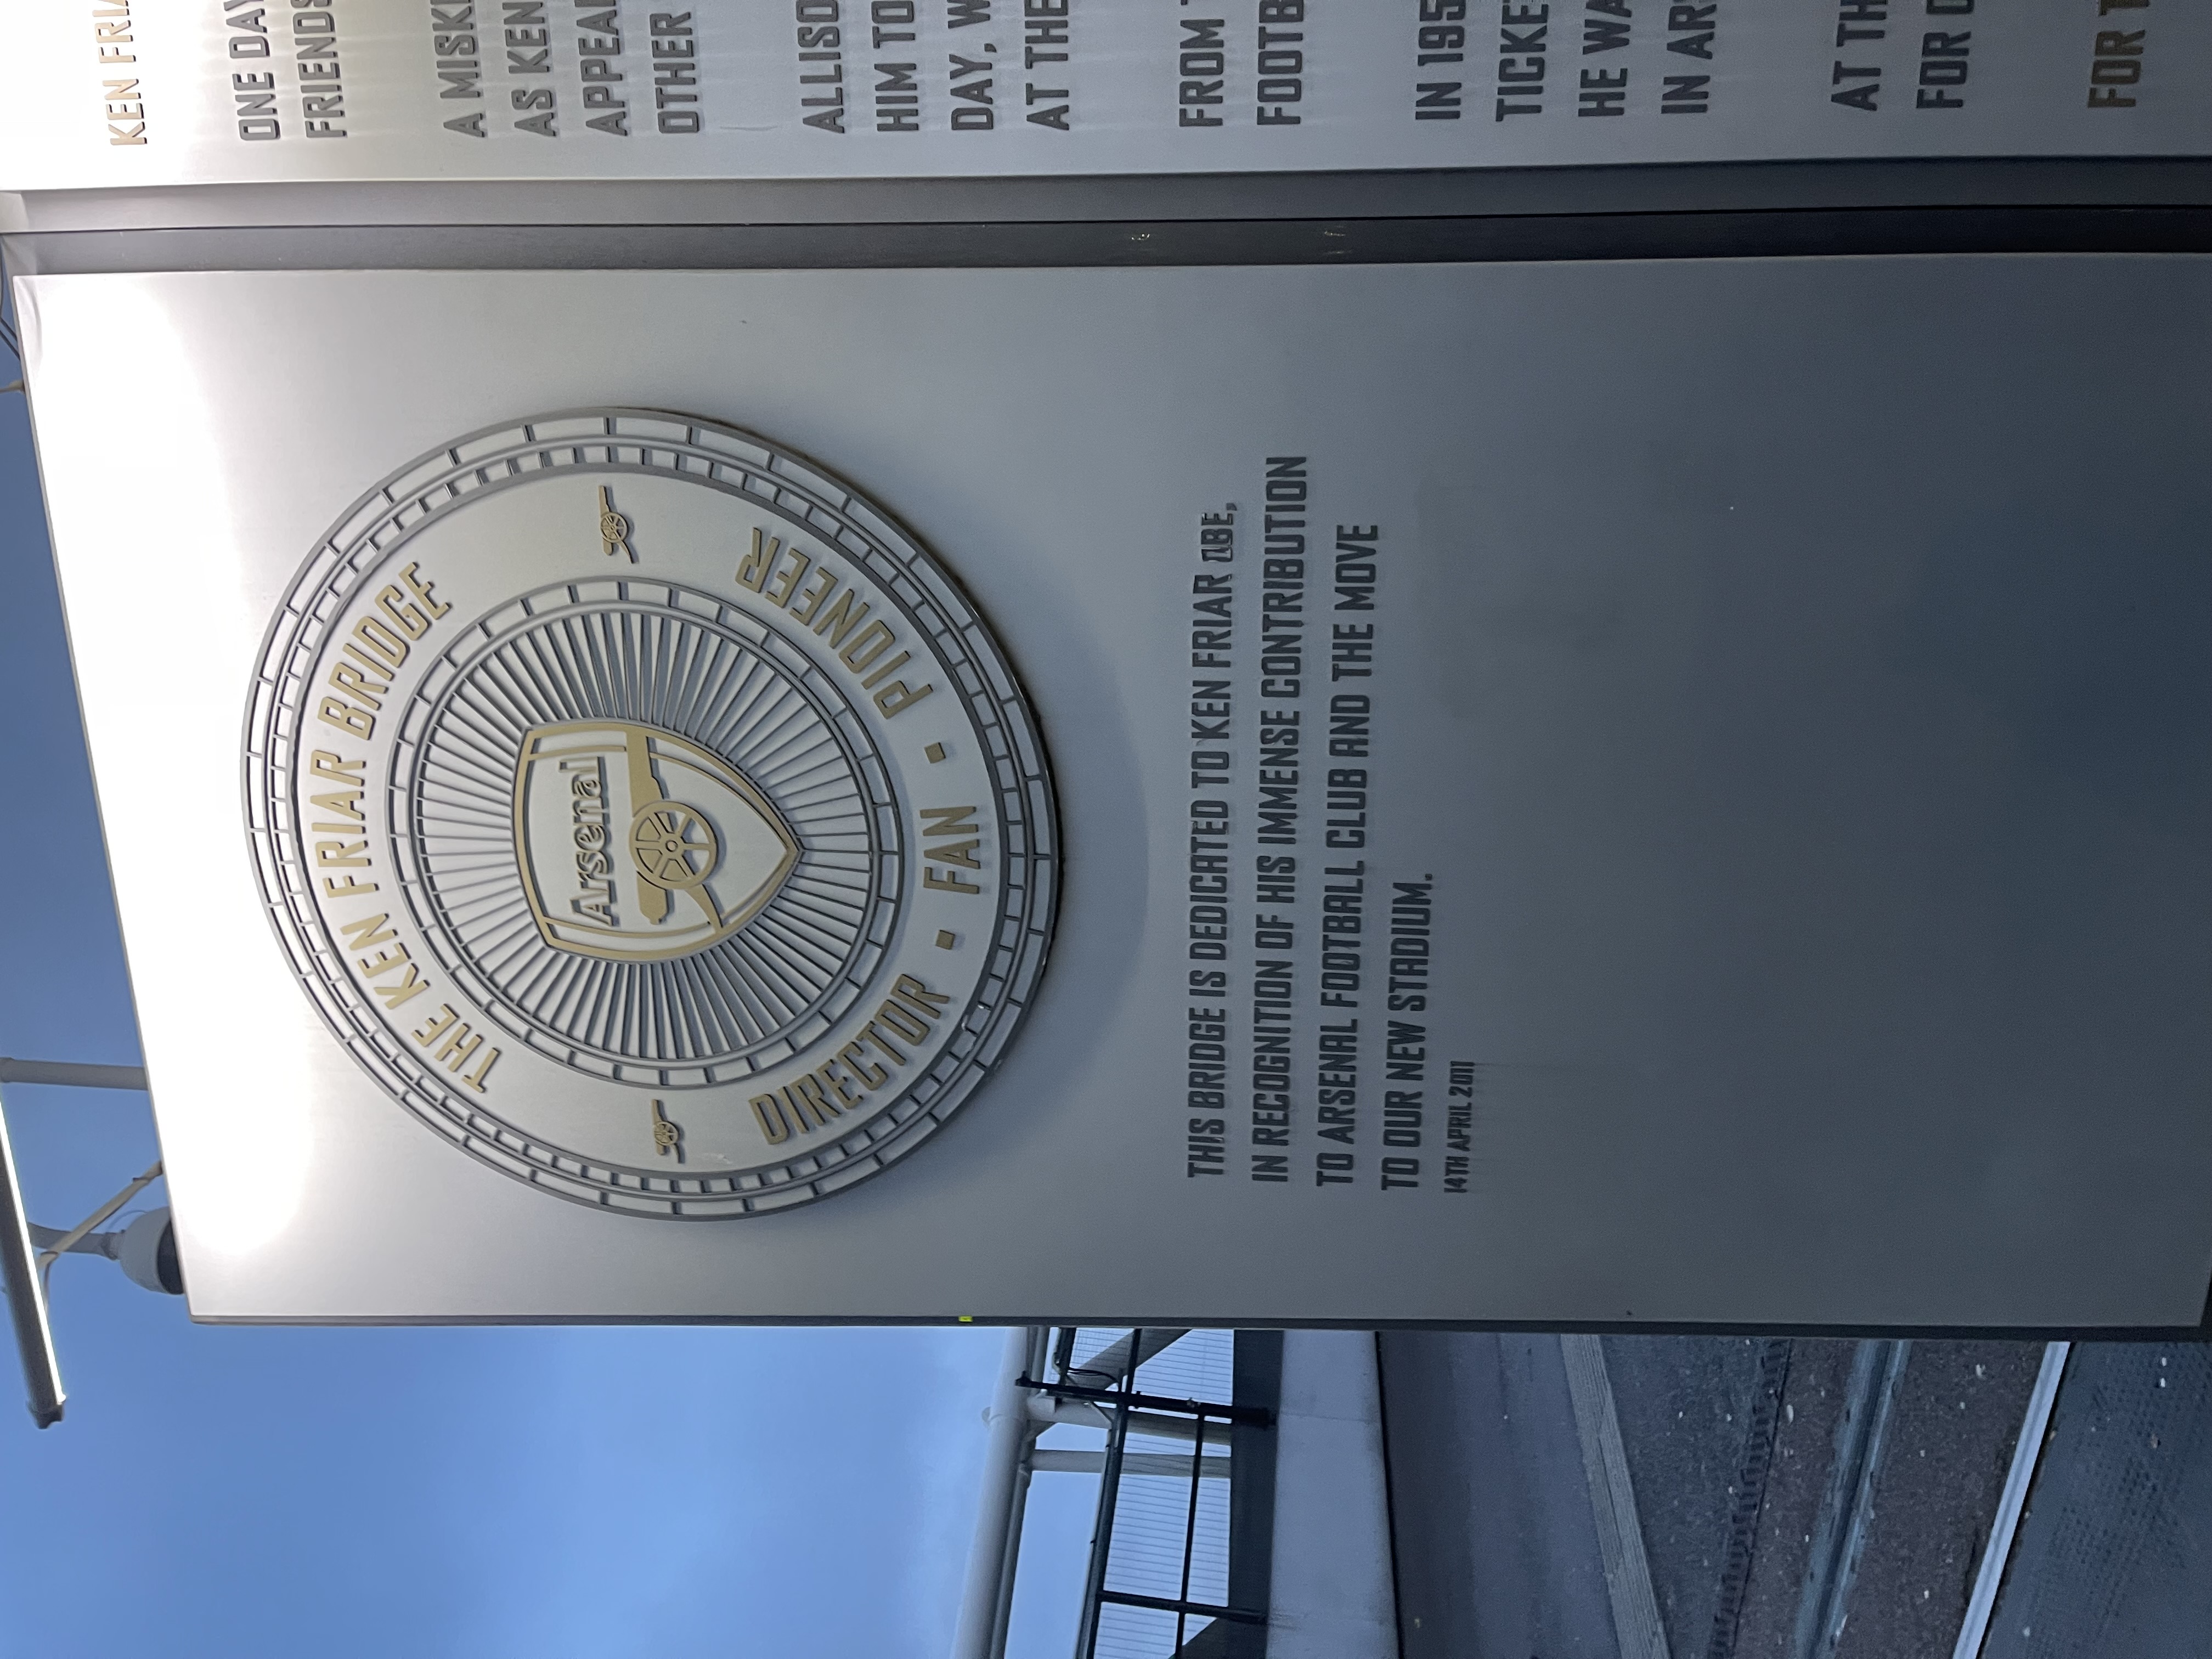 THE KEN FRIAR BRIDGE
Arsenal
DIRECTOR · FAN · PIONEER
THIS BRIDGE IS DEDICATED TO KEN FRIAR
IN RECOGNITION OF HIS IMMENSE CONTRIBUTION
TO ARSENAL FOOTBALL CLUB AND THE MOVE
TO OUR NEW STADIUM.
14TH APRIL 2011
KEN FRIA
ONE DAY
FRIENDS
A MISKI
AS KEN
APPEA
OTHER
ALLISO
HIM TO
DAY, W
AT THE
FROM
FOOTB
IN 195
TICKE
HE WA
IN AR
AT TH
FOR
FOR T